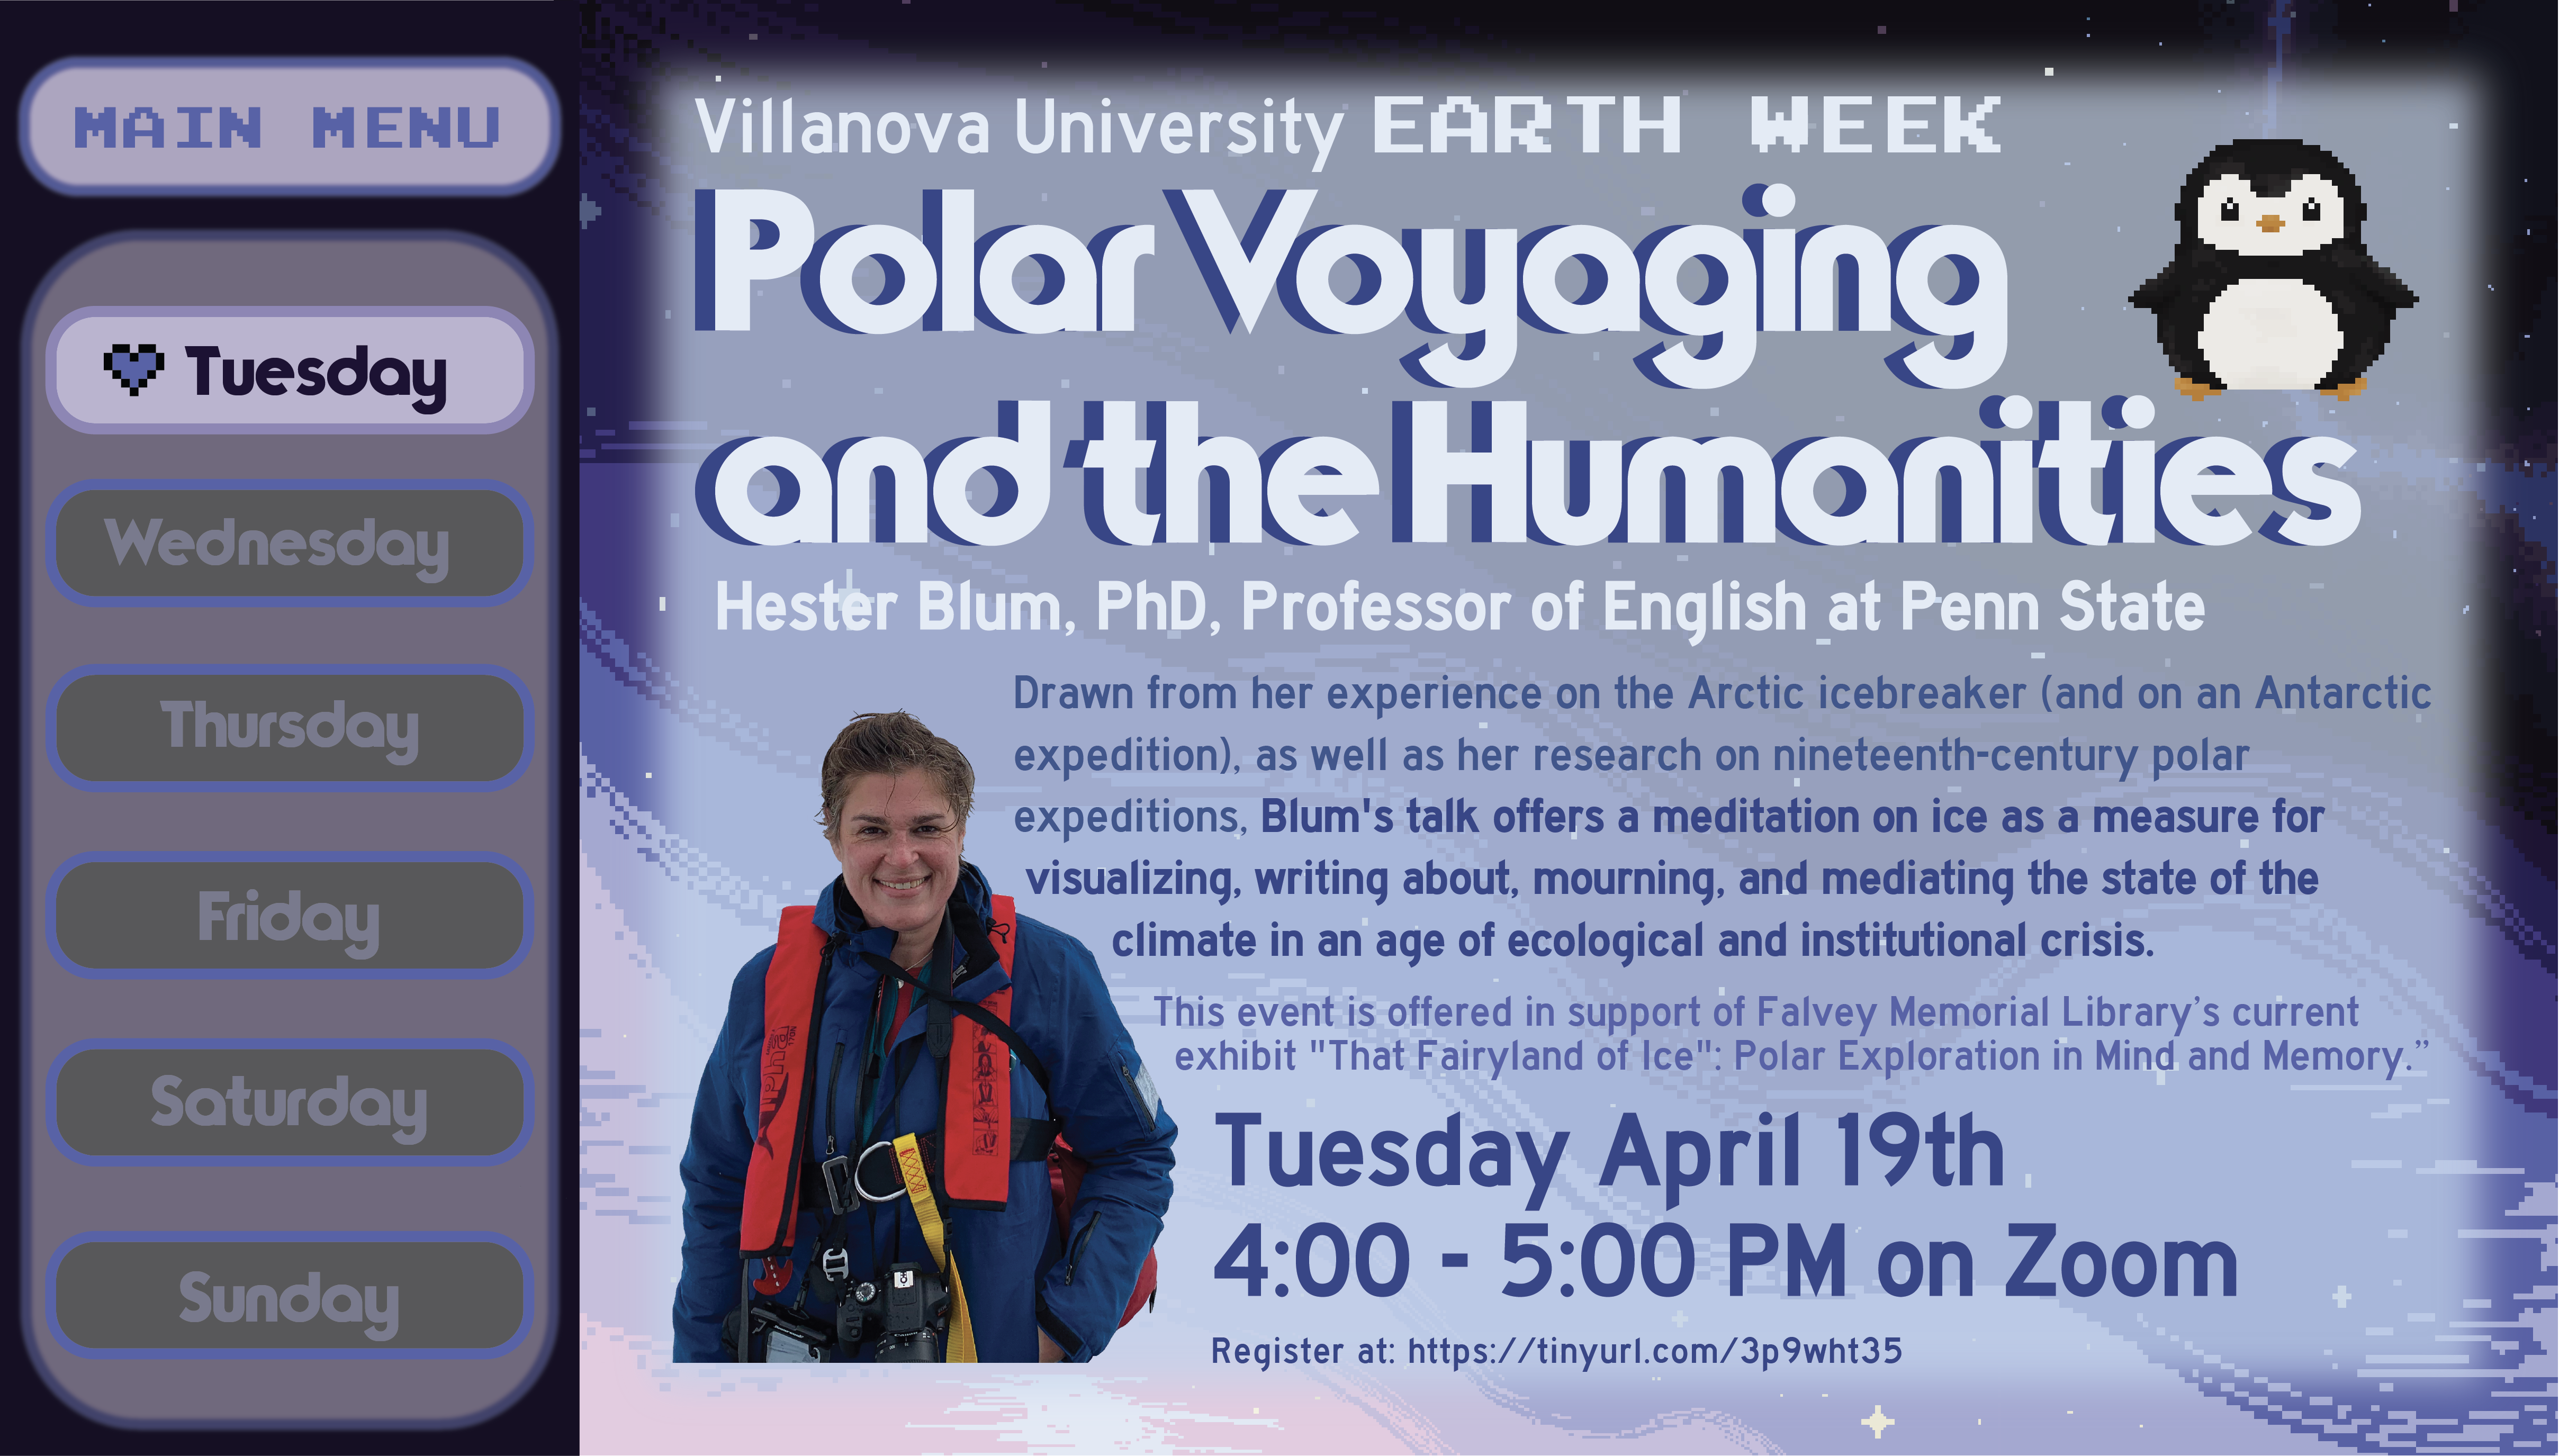 MAIN MENU
Tuesday
Wednesday
Thursday
Friday
Saturday
Sunday
Villanova University EARTH WEEK
Polar Voyaging
and the Humanities
Hester Blum, PhD, Professor of English at Penn State
Drawn from her experience on the Arctic icebreaker (and on an Antarctic
expedition), as well as her research on nineteenth-century polar
expeditions, Blum's talk offers a meditation on ice as a measure for
visualizing, writing about, mourning, and mediating the state of the
climate in an age of ecological and institutional crisis.
This event is offered in support of Falvey Memorial Library’s current
exhibit "That Fairyland of Ice": Polar Exploration in Mind and Memory.”
Tuesday April 19th
4:00 - 5:00 PM on Zoom
Register at: https://tinyurl.com/3p9wht35